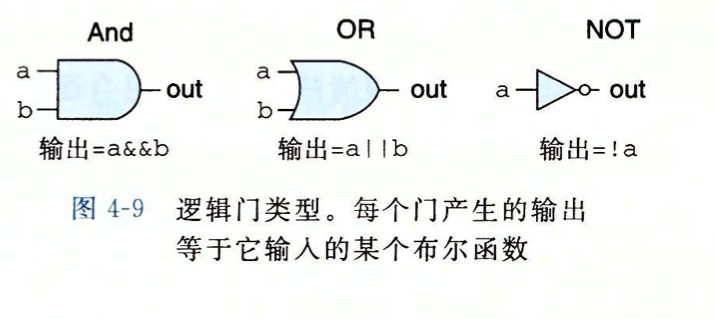 And
OR
NOT
a
b
out
输出=a&&b
a
b
out
输出=a||b
a
out
输出=!a
图 4-9 逻辑门类型。每个门产生的输出
等于它输入的某个布尔函数